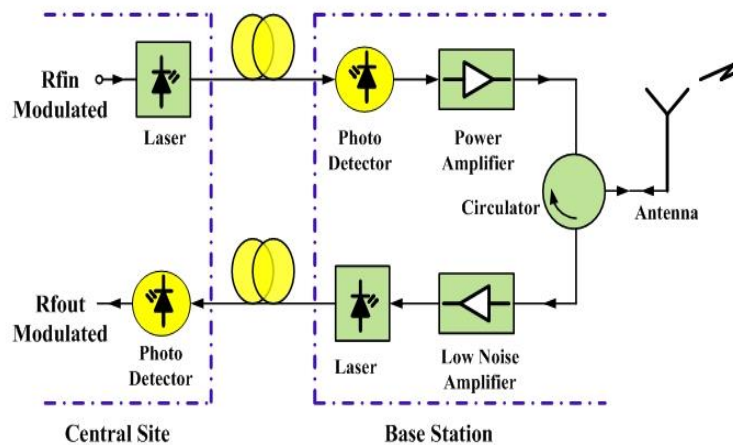 Rfin
Modulated
Laser
Photo
Detector
Power
Amplifier
Circulator
Antenna
Rfout
Modulated
Photo
Detector
Laser
Low Noise
Amplifier
Central Site
Base Station